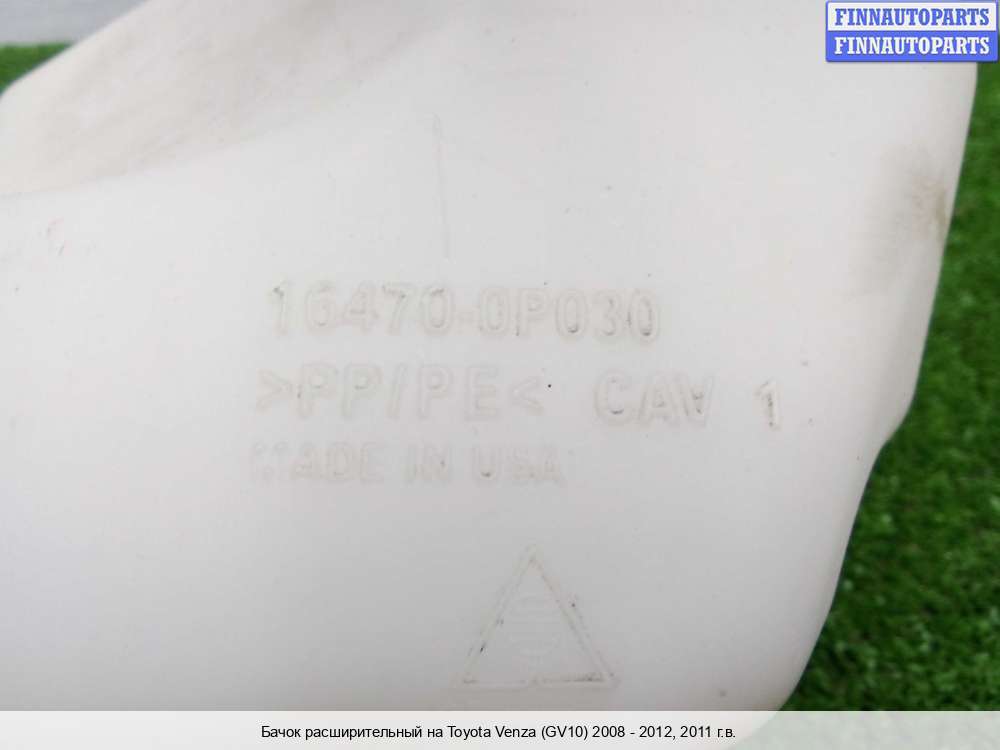 FINNAUTOPARTS
FINNAUTOPARTS
16470-0P030
>PP/PE< CAV 1
MADE IN USA
Бачок расширительный на Toyota Venza (GV10) 2008 - 2012, 2011 г.в.